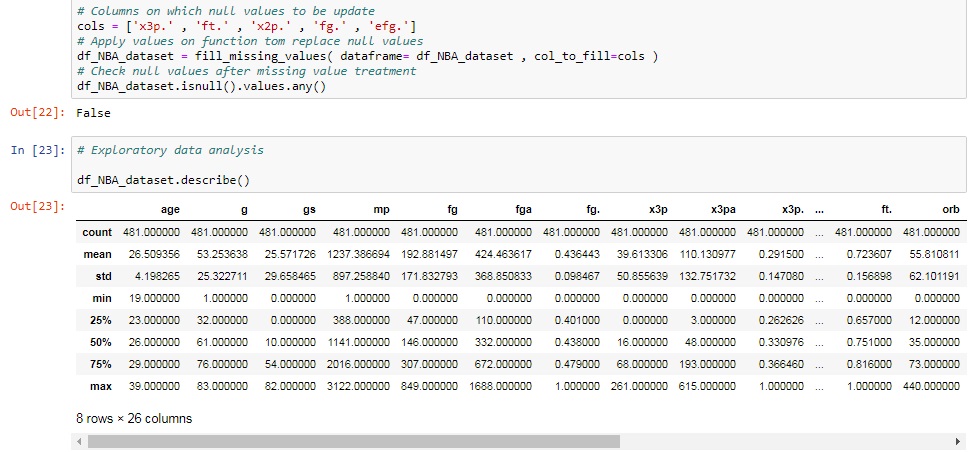 # Columns on which null values to be update
cols = ['x3p.' , 'ft.' , 'x2p.' , 'fg.' , 'efg.']
# Apply values on function tom replace null values
df_NBA_dataset = fill_missing_values( dataframe= df_NBA_dataset , col_to_fill=cols )
# Check null values after missing value treatment
df_NBA_dataset.isnull().values.any()
Out[22]: False
In [23]: # Exploratory data analysis
df_NBA_dataset.describe()
Out[23]:
age g gs mp fg fga fg. x3p x3pa x3p. ... ft. orb
count 481.000000 481.000000 481.000000 481.000000 481.000000 481.000000 481.000000 481.000000 481.000000 481.000000 ... 481.000000 481.000000
mean 26.509356 53.253638 25.571726 1237.386694 192.881497 424.463617 0.436443 39.613306 110.130977 0.291500 ... 0.723607 55.810811
std 4.198265 25.322711 29.658465 897.258840 171.832793 368.850833 0.098467 50.855639 132.751732 0.147080 ... 0.156898 62.101191
min 19.000000 1.000000 0.000000 1.000000 0.000000 0.000000 0.000000 0.000000 0.000000 0.000000 ... 0.000000 0.000000
25% 23.000000 32.000000 0.000000 388.000000 47.000000 110.000000 0.401000 0.000000 3.000000 0.262626 ... 0.657000 12.000000
50% 26.000000 61.000000 10.000000 1141.000000 146.000000 332.000000 0.438000 16.000000 48.000000 0.330976 ... 0.751000 35.000000
75% 29.000000 76.000000 54.000000 2016.000000 307.000000 672.000000 0.479000 68.000000 193.000000 0.366460 ... 0.816000 73.000000
max 39.000000 83.000000 82.000000 3122.000000 849.000000 1688.000000 1.000000 261.000000 615.000000 1.000000 ... 1.000000 440.000000
8 rows × 26 columns